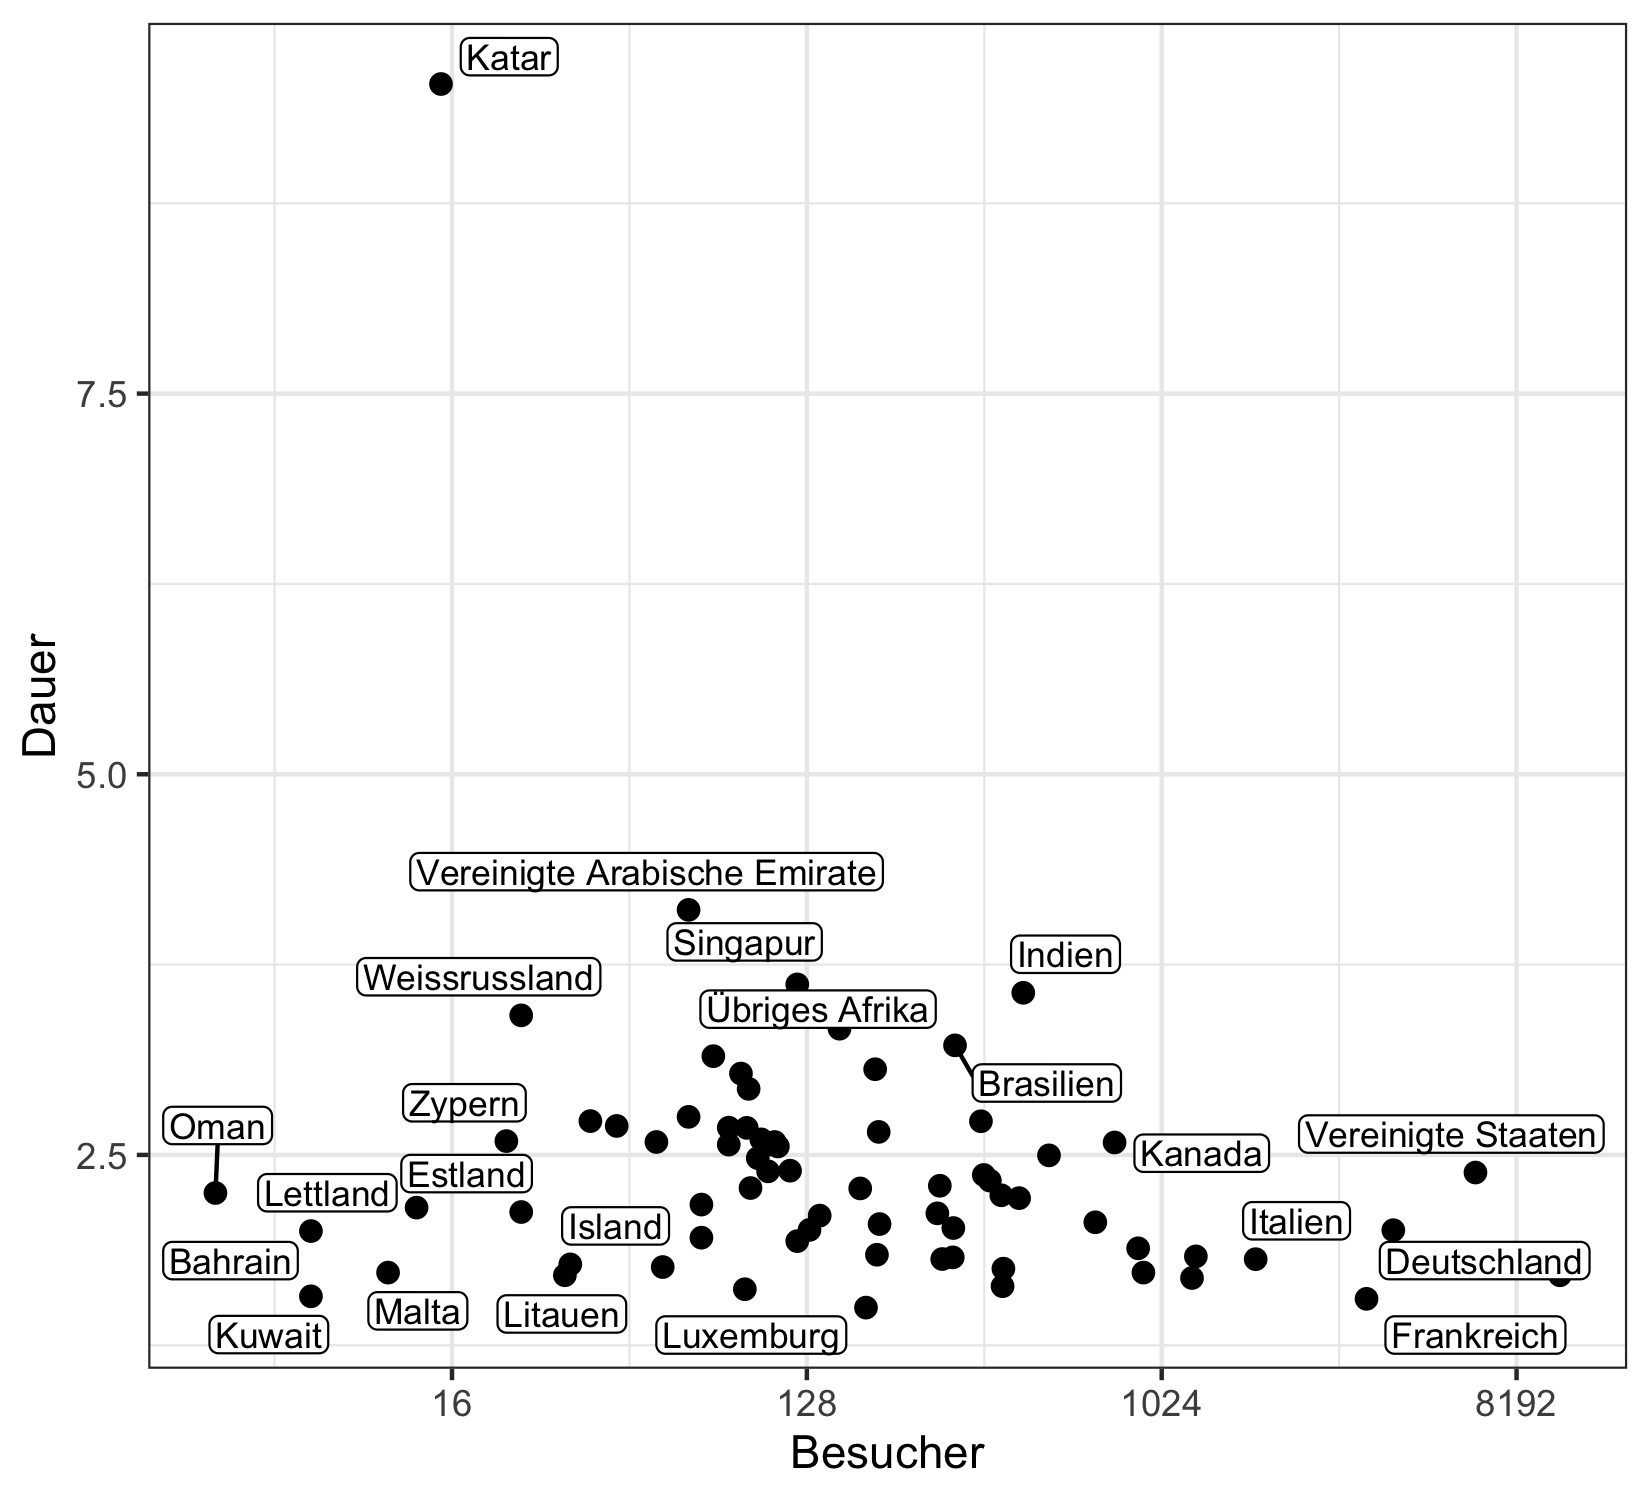 Katar
7.5
5.0
Vereinigte Arabische Emirate
Singapur
Indien
Weissrussland
Übriges Afrika
Brasilien
Zypern
Oman
Vereinigte Staaten
2.5
Kanada
Estland
Lettland
Island
Italien
Bahrain
Deutschland
Malta
Litauen
Kuwait
Luxemburg
Frankreich
Dauer
16
128
1024
8192
Besucher